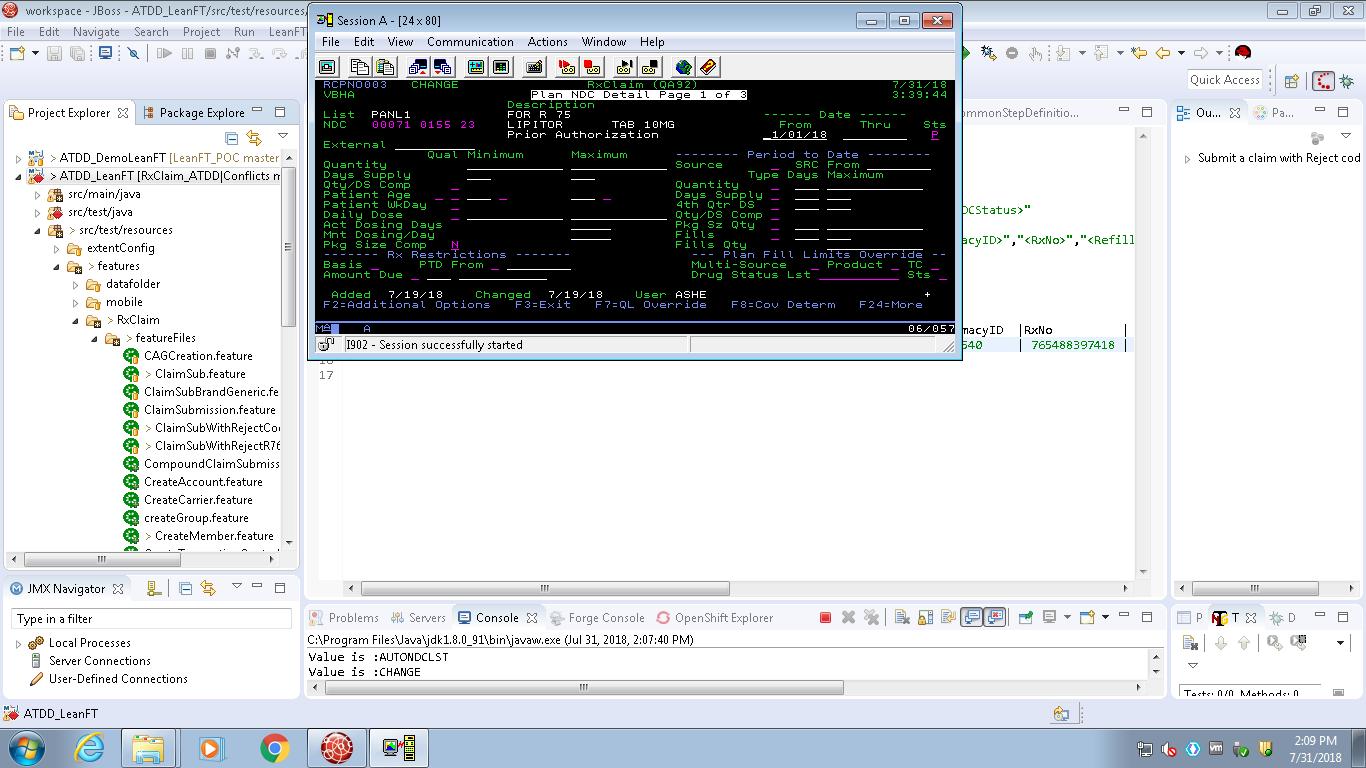 workspace - JBoss - ATDD_LeanFT/src/test/resources/
File Edit Navigate Search Project Run LeanFT
Quick Access
Project Explorer Package Explore
> ATDD_DemoLeanFT [LeanFT_POC master
> ATDD_LeanFT [RxClaim_ATDD|Conflicts m
src/main/java
src/test/java
> src/test/resources
extentConfig
> features
datafolder
mobile
> RxClaim
> featureFiles
CAGCreation.feature
> ClaimSub.feature
ClaimSubBrandGeneric.fe
ClaimSubmission.feature
> ClaimSubWithRejectCo
> ClaimSubWithRejectR76
CompoundClaimSubmiss
CreateAccount.feature
CreateCarrier.feature
createGroup.feature
> CreateMember.feature
JMX Navigator
Type in a filter
Local Processes
Server Connections
User-Defined Connections
Session A - [24 x 80]
File Edit View Communication Actions Window Help
RCPNO003 CHANGE RxClaim (QA92) 7/31/18
VBHA Plan NDC Detail Page 1 of 3 3:39:44
Description
List PANL1 FOR R 75 ------ Date ------
NDC 00071 0155 23 LIPITOR TAB 10MG From Thru Sts
Prior Authorization _1/01/18 P
External
Qual Minimum Maximum -------- Period to Date --------
Quantity Source SRC From
Days Supply Type Days Maximum
Qty/DS Comp Quantity
Patient Age Days Supply
Patient WkDay 4th Qtr DS
Daily Dose Qty/DS Comp
Act Dosing Days Pkg Sz Qty
Mnt Dosing/Day Fills
Pkg Size Comp N Fills Qty
------- Rx Restrictions ------- --- Plan Fill Limits Override --
Basis PTD From Multi-Source Product TC
Amount Due Drug Status Lst Sts
Added 7/19/18 Changed 7/19/18 User ASHE +
F2=Additional Options F3=Exit F7=QL Override F8=Cov Determ F24=More
MA A 06/057
I902 - Session successfully started
ommonStepDefinitio...
DCStatus>"
acyID>","<RxNo>","<Refill
macyID |RxNo |
540 | 765488397418 |
17
Ou... Pa...
Submit a claim with Reject cod
Problems Servers Console Forge Console OpenShift Explorer
C:\Program Files\Java\jdk1.8.0_91\bin\javaw.exe (Jul 31, 2018, 2:07:40 PM)
Value is :AUTONDCLST
Value is :CHANGE
P T D
Tests: 0/0 Methods: 0
ATDD_LeanFT
2:09 PM
7/31/2018